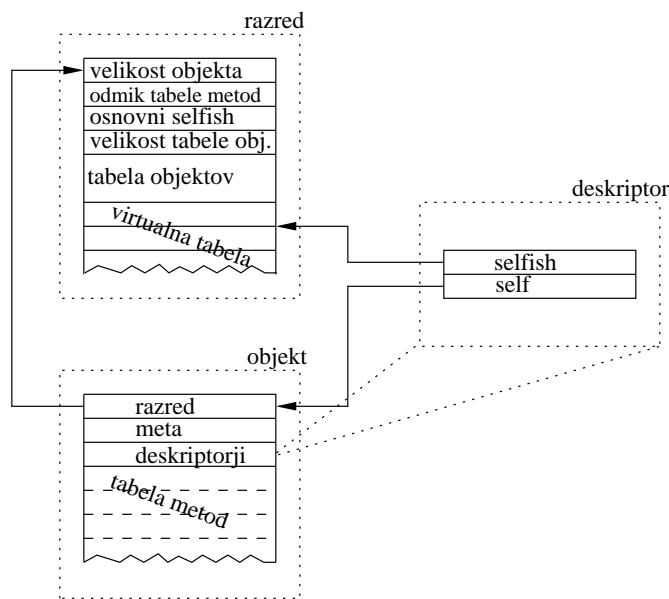 razred
velikost objekta
odmik tabele metod
osnovni selfish
velikost tabele obj.
tabela objektov
virtualna tabela
deskriptor
selfish
self
objekt
razred
meta
deskriptorji
tabela metod